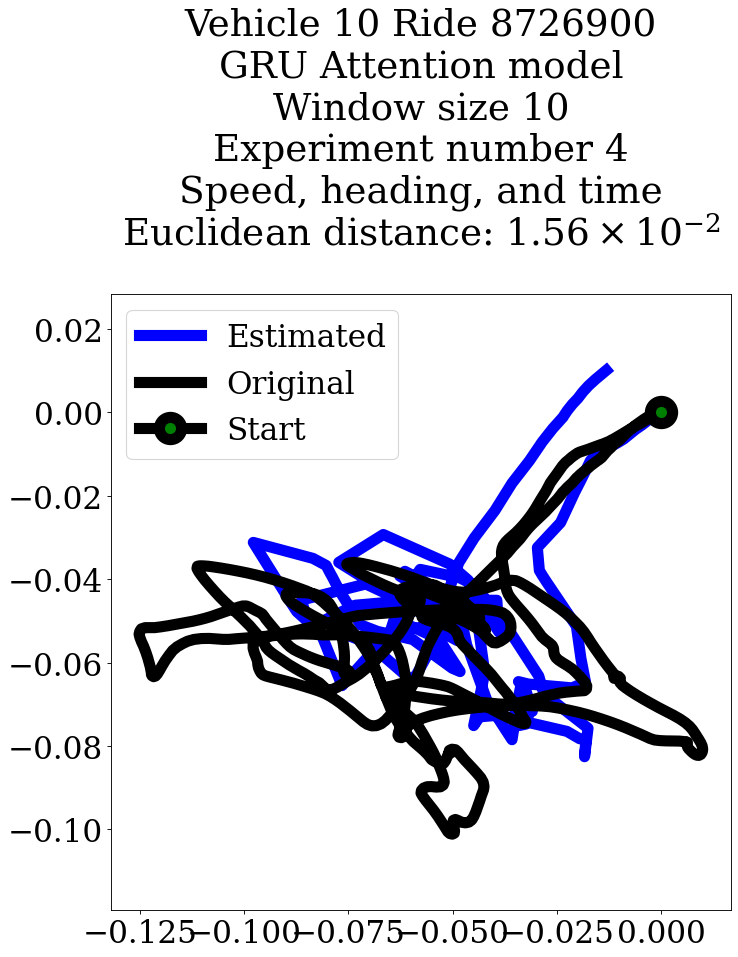 Vehicle 10 Ride 8726900
GRU Attention model
Window size 10
Experiment number 4
Speed, heading, and time
Euclidean distance: 1.56 × 10⁻²
Estimated
Original
Start
0.02
0.00
−0.02
−0.04
−0.06
−0.08
−0.10
−0.125 −0.100 −0.075 −0.050 −0.025 0.000